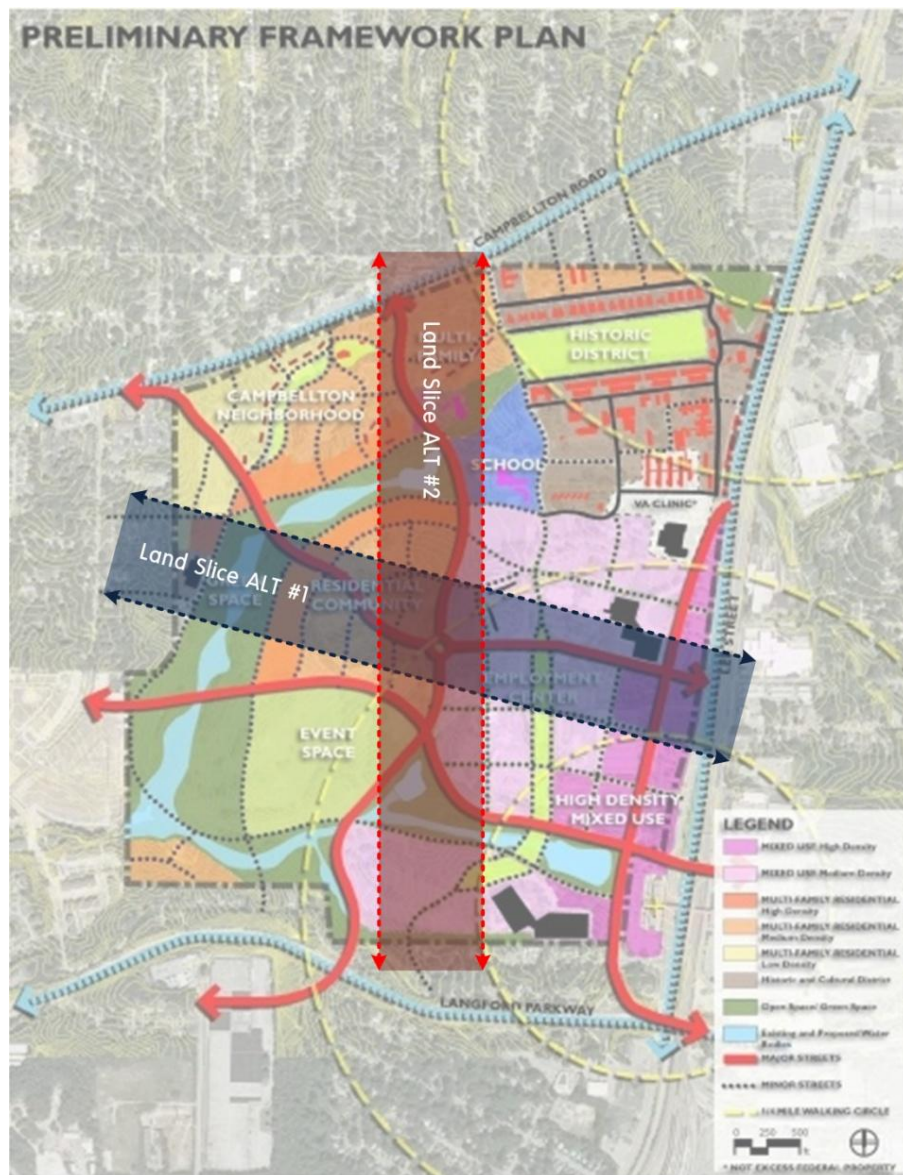 PRELIMINARY FRAMEWORK PLAN
CAMPBELLTON ROAD
MULTI-
FAMILY
HISTORIC
DISTRICT
CAMPBELLTON
NEIGHBORHOOD
Land Slice ALT #2
SCHOOL
VA CLINIC*
Land Slice ALT #1
SPACE
RESIDENTIAL
COMMUNITY
LEE STREET
EMPLOYMENT
CENTER
EVENT
SPACE
HIGH DENSITY
MIXED USE
LANGFORD PARKWAY
LEGEND
MIXED USE High Density
MIXED USE Medium Density
MULTI-FAMILY RESIDENTIAL
High Density
MULTI-FAMILY RESIDENTIAL
Medium Density
MULTI-FAMILY RESIDENTIAL
Low Density
Historic and Cultural District
Open Space/ Green Space
Existing and Proposed Water
Bodies
MAJOR STREETS
MINOR STREETS
1/4 MILE WALKING CIRCLE
0 250 500
ft
* NOT EXCESS FEDERAL PROPERTY